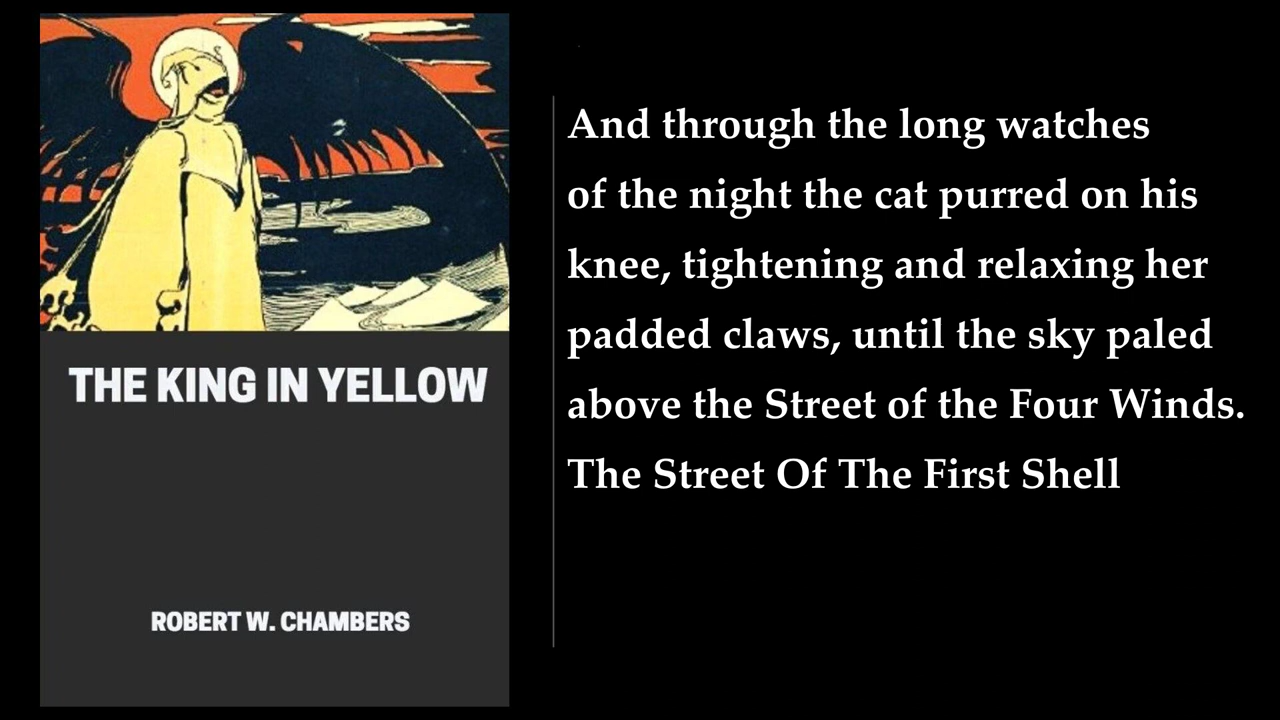 THE KING IN YELLOW
ROBERT W. CHAMBERS
And through the long watches
of the night the cat purred on his
knee, tightening and relaxing her
padded claws, until the sky paled
above the Street of the Four Winds.
The Street Of The First Shell